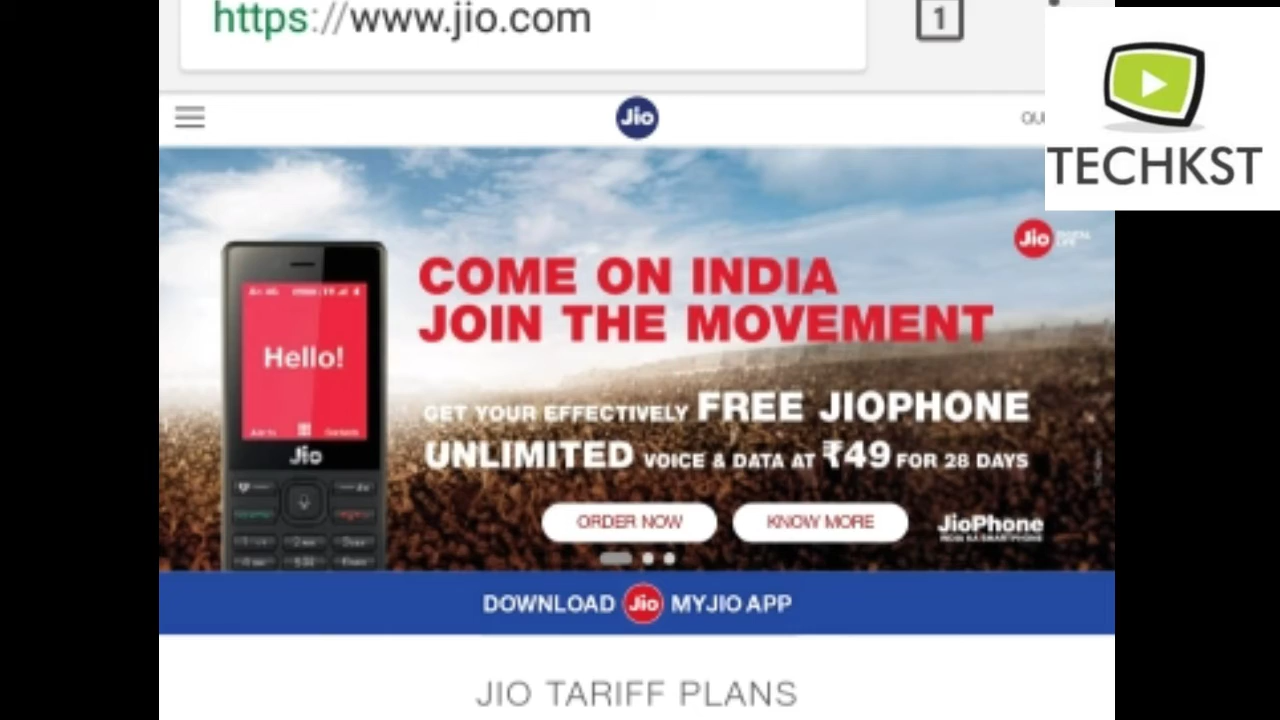 https://www.jio.com
1
Jio
TECHKST
Jio
COME ON INDIA
JOIN THE MOVEMENT
Hello!
GET YOUR EFFECTIVELY FREE JIOPHONE
UNLIMITED VOICE & DATA AT ₹49 FOR 28 DAYS
Jio
ORDER NOW
KNOW MORE
JioPhone
DOWNLOAD Jio MYJIO APP
JIO TARIFF PLANS